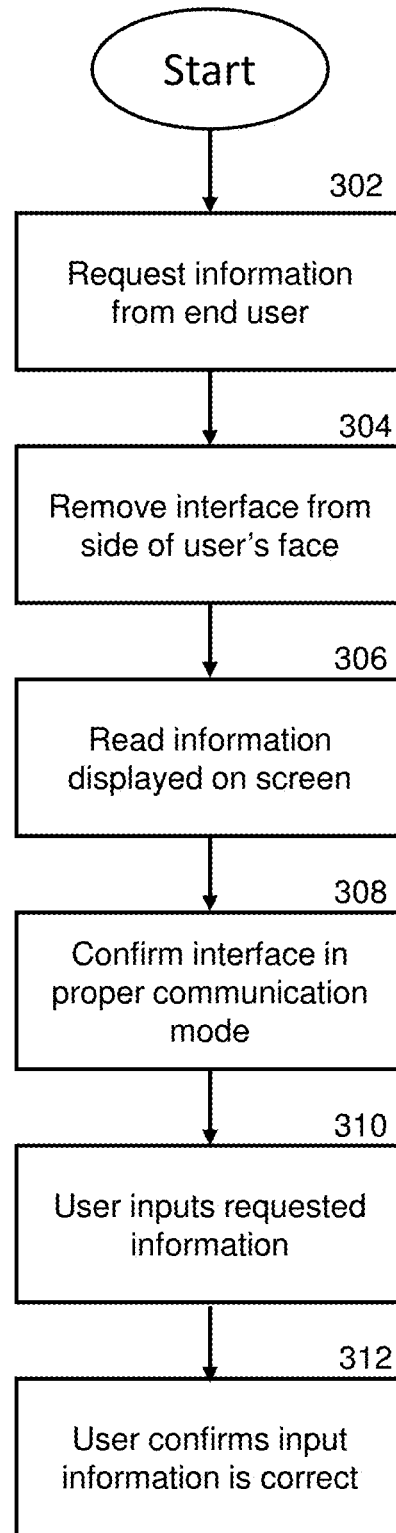 Start
302
Request information
from end user
304
Remove interface from
side of user's face
306
Read information
displayed on screen
308
Confirm interface in
proper communication
mode
310
User inputs requested
information
312
User confirms input
information is correct